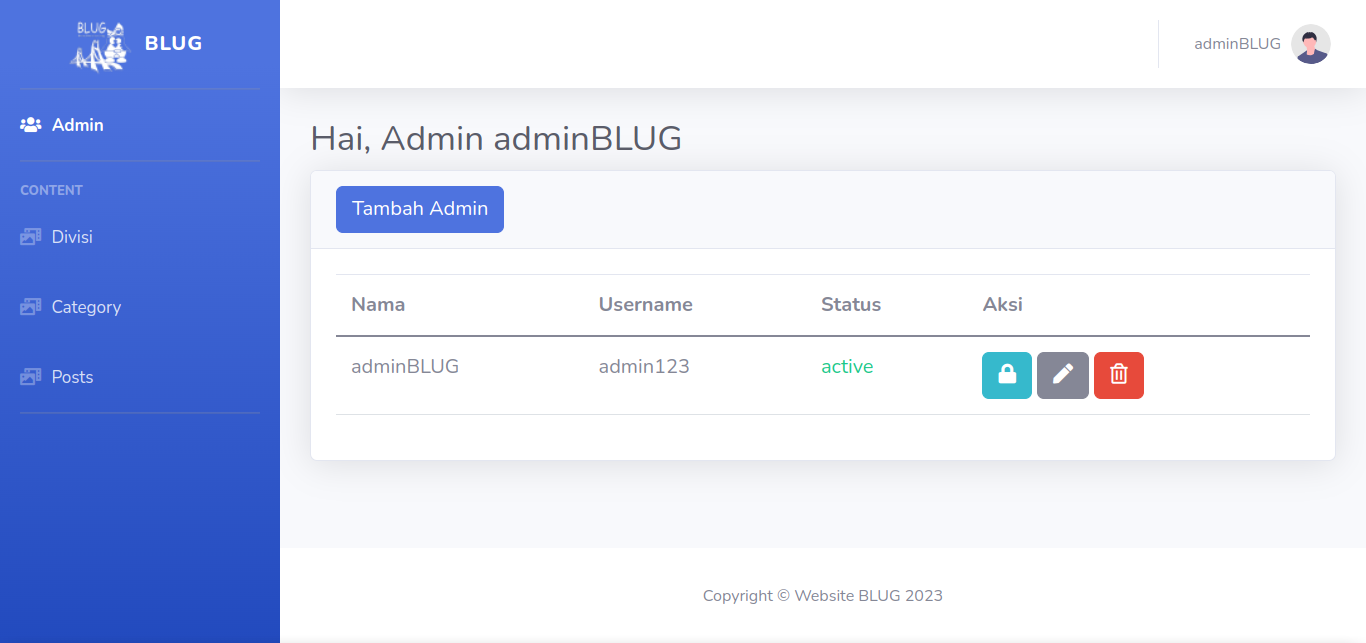 BLUG
BLUG
adminBLUG
Admin
CONTENT
Divisi
Category
Posts
Hai, Admin adminBLUG
Tambah Admin
Nama Username Status Aksi
adminBLUG admin123 active
Copyright © Website BLUG 2023